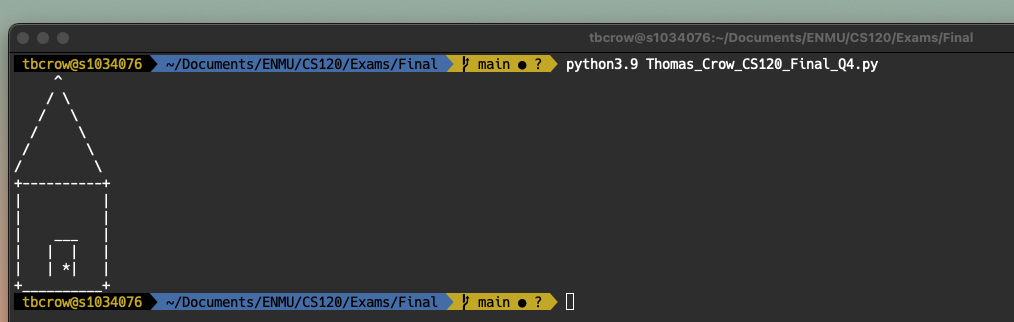 tbcrow@s1034076:~/Documents/ENMU/CS120/Exams/Final
tbcrow@s1034076 ~/Documents/ENMU/CS120/Exams/Final main ● ? python3.9 Thomas_Crow_CS120_Final_Q4.py
     ^
    / \
   /   \
  /     \
 /       \
/         \
+----------+
|          |
|          |
|    ___   |
|   |  |   |
|   | *|   |
+__________+
tbcrow@s1034076 ~/Documents/ENMU/CS120/Exams/Final main ● ?